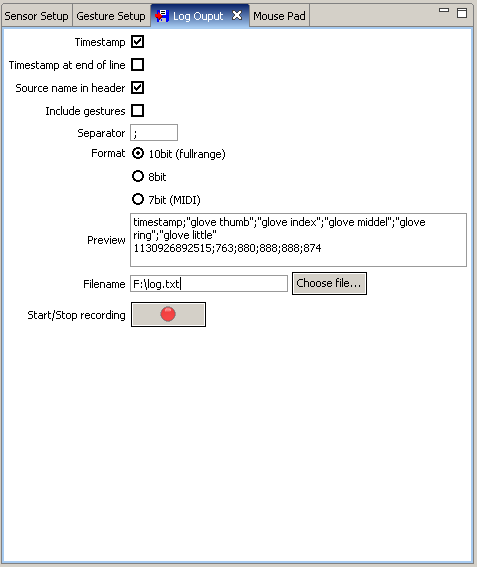 Sensor Setup Gesture Setup Log Ouput Mouse Pad
Timestamp
Timestamp at end of line
Source name in header
Include gestures
Separator ;
Format 10bit (fullrange)
8bit
7bit (MIDI)
Preview timestamp;"glove thumb";"glove index";"glove middel";"glove
ring";"glove little"
1130926892515;763;880;888;888;874
Filename F:\log.txt Choose file...
Start/Stop recording